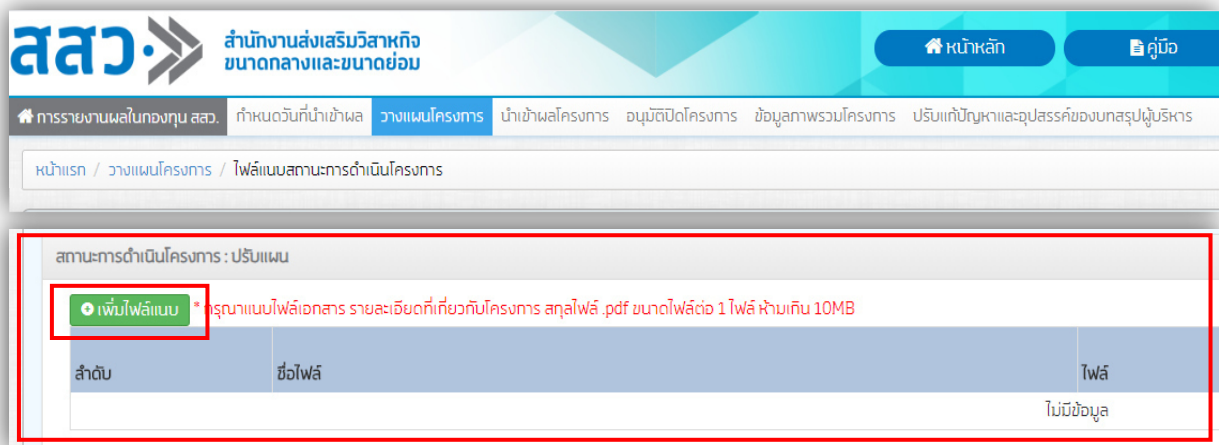 สสว. สำนักงานส่งเสริมวิสาหกิจ
ขนาดกลางและขนาดย่อม
หน้าหลัก คู่มือ
การรายงานผลในกองทุน สสว. กำหนดวันที่นำเข้าผล วางแผนโครงการ นำเข้าผลโครงการ อนุมัติปิดโครงการ ข้อมูลภาพรวมโครงการ ปรับแก้ปัญหาและอุปสรรค์ของบทสรุปผู้บริหาร
หน้าแรก / วางแผนโครงการ / ไฟล์แนบสถานะการดำเนินโครงการ
สถานะการดำเนินโครงการ : ปรับแผน
เพิ่มไฟล์แนบ * กรุณาแนบไฟล์เอกสาร รายละเอียดที่เกี่ยวกับโครงการ สกุลไฟล์ .pdf ขนาดไฟล์ต่อ 1 ไฟล์ ห้ามเกิน 10MB
ลำดับ ชื่อไฟล์ ไฟล์
ไม่มีข้อมูล